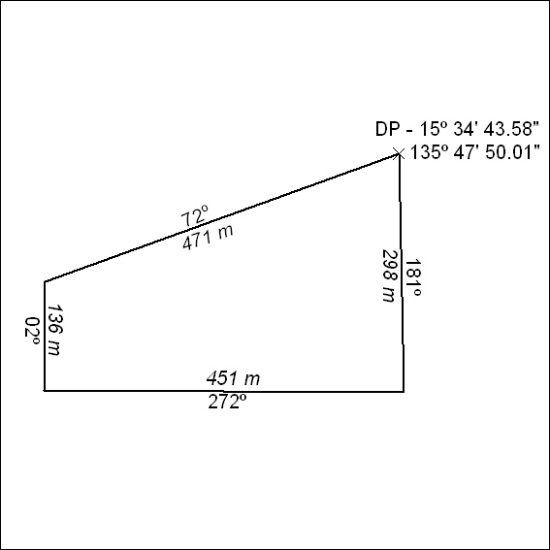 DP - 15º 34' 43.58"
135º 47' 50.01"
72º
471 m
181º
298 m
136 m
02º
451 m
272º